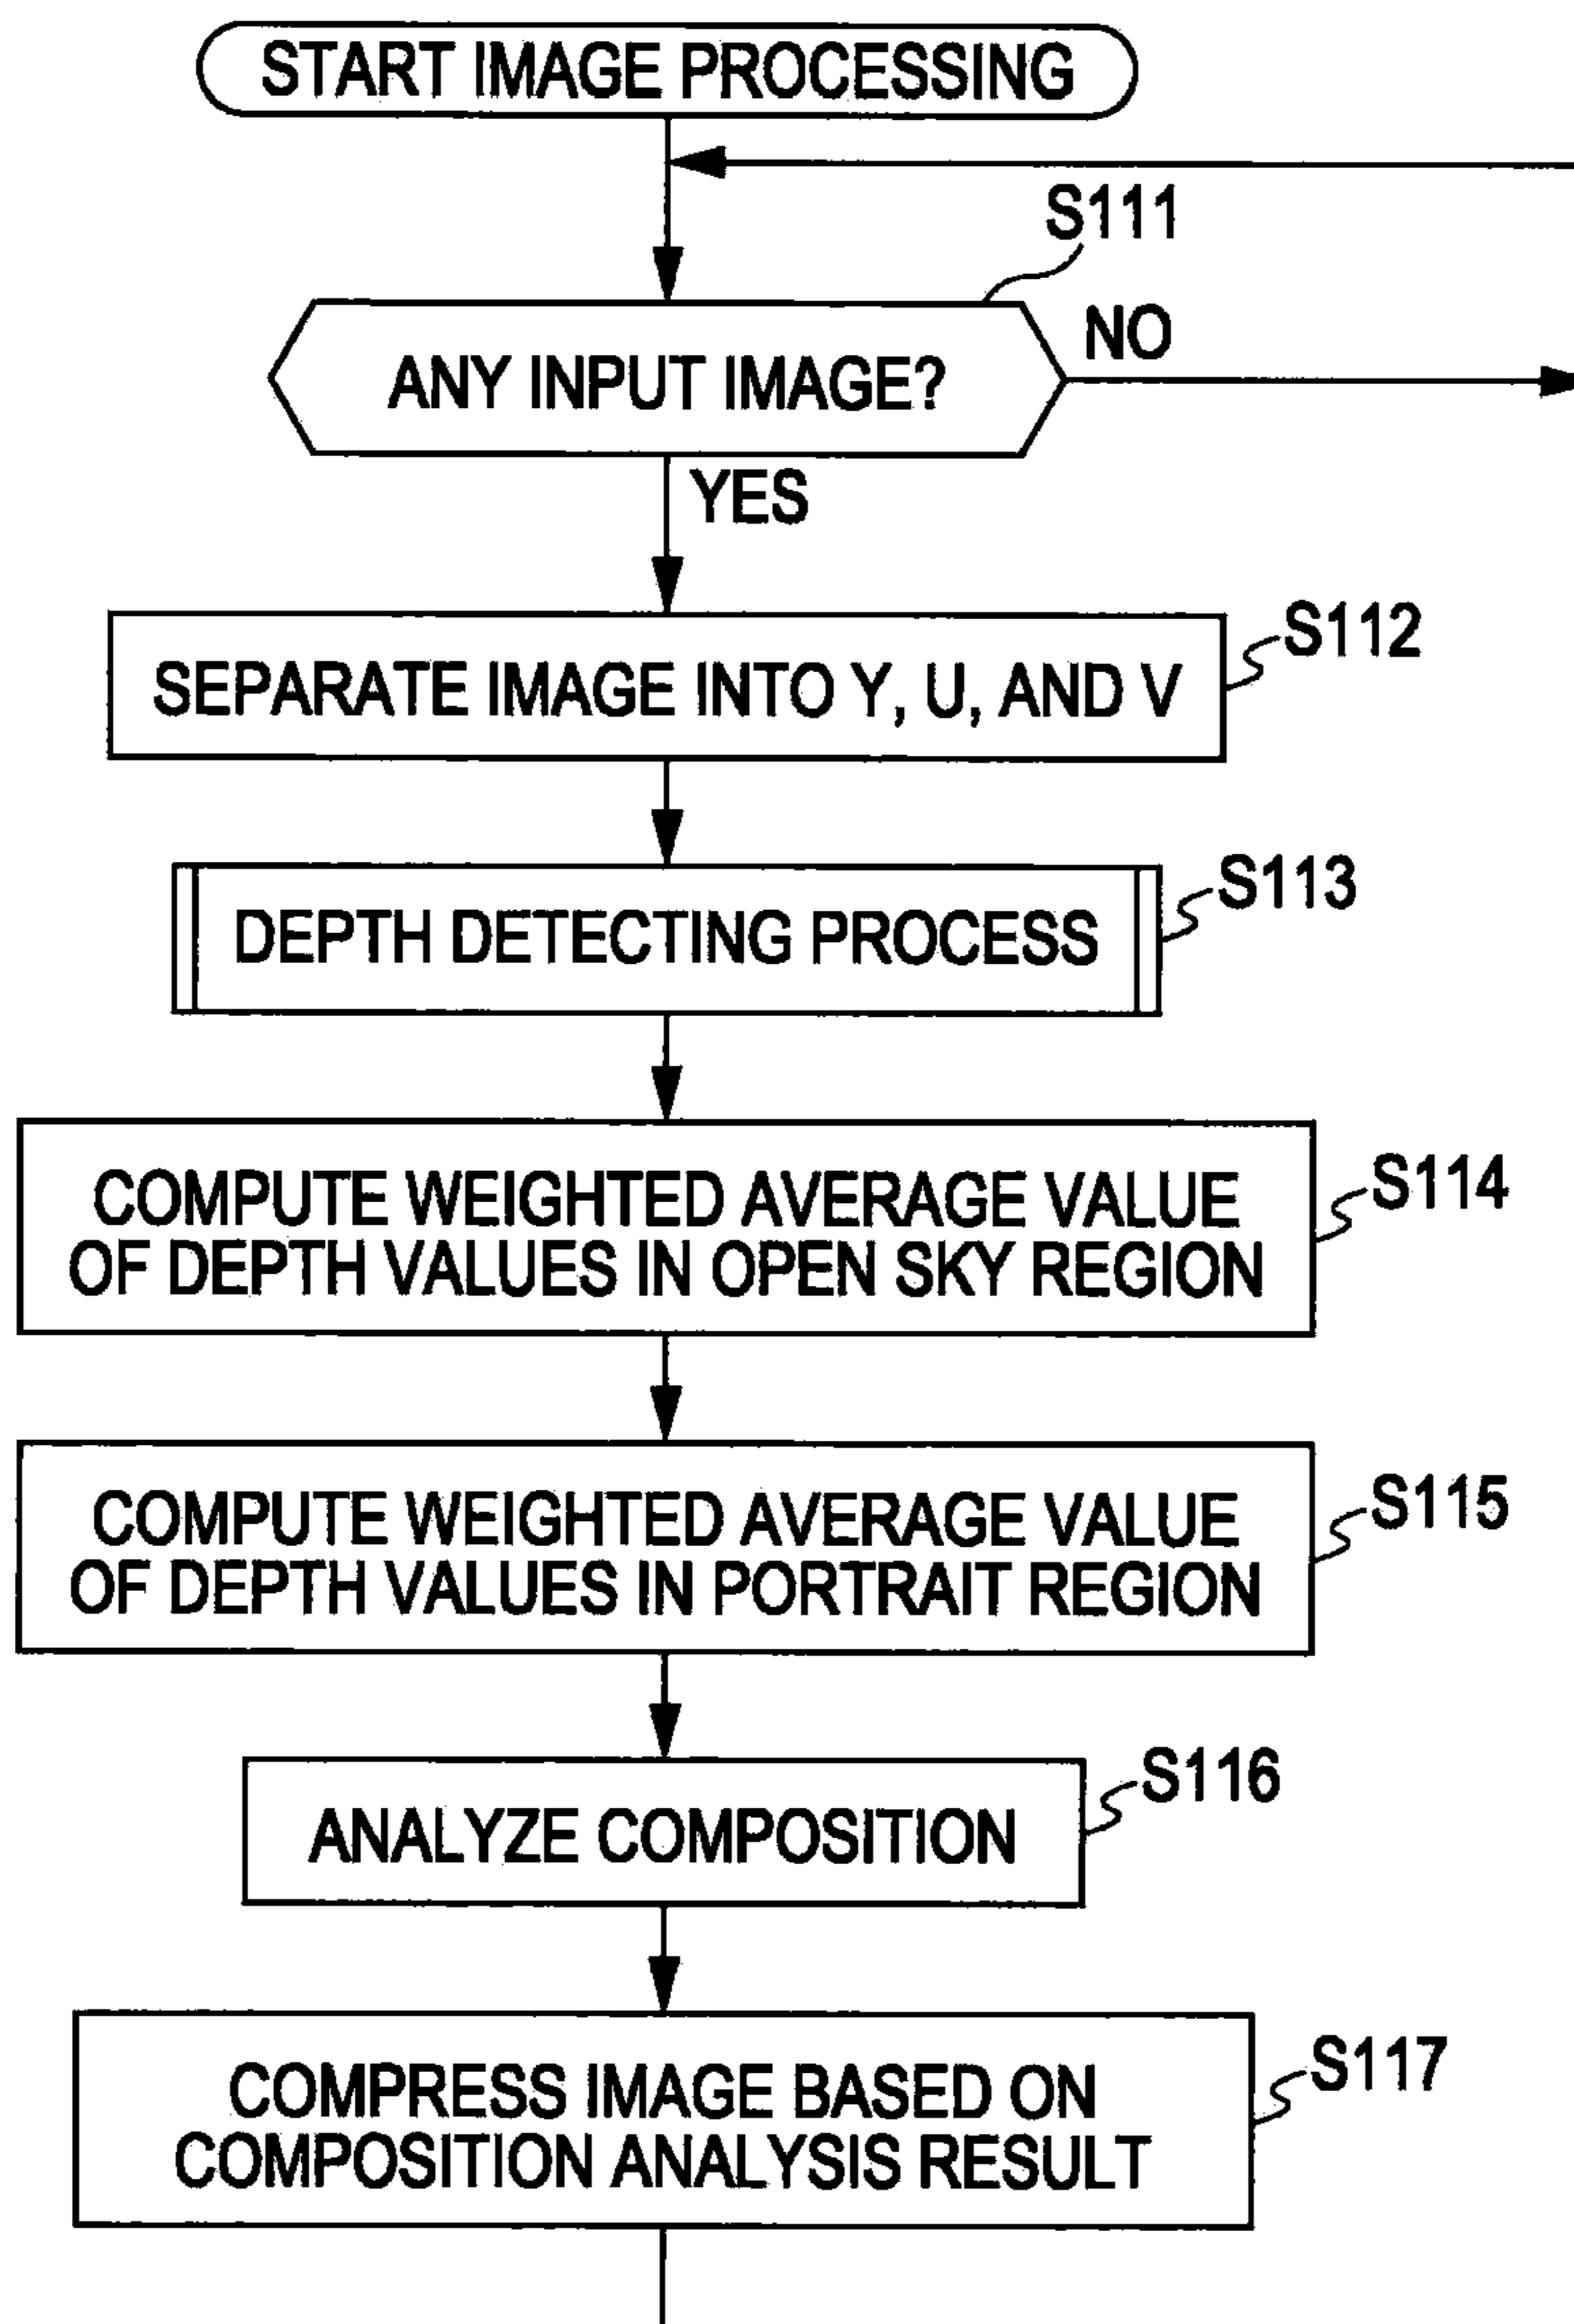 START IMAGE PROCESSING
S111
ANY INPUT IMAGE?
NO
YES
S112
SEPARATE IMAGE INTO Y, U, AND V
S113
DEPTH DETECTING PROCESS
S114
COMPUTE WEIGHTED AVERAGE VALUE
OF DEPTH VALUES IN OPEN SKY REGION
S115
COMPUTE WEIGHTED AVERAGE VALUE
OF DEPTH VALUES IN PORTRAIT REGION
S116
ANALYZE COMPOSITION
S117
COMPRESS IMAGE BASED ON
COMPOSITION ANALYSIS RESULT